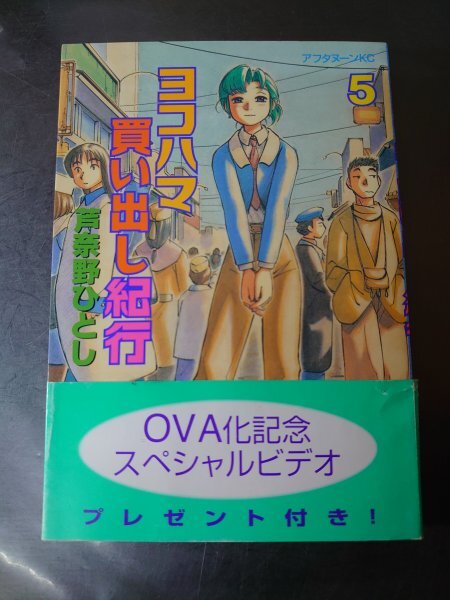 アフタヌーンKC
5
ヨコハマ
買い出し紀行
芦奈野ひとし
OVA化記念
スペシャルビデオ
プレゼント付き!